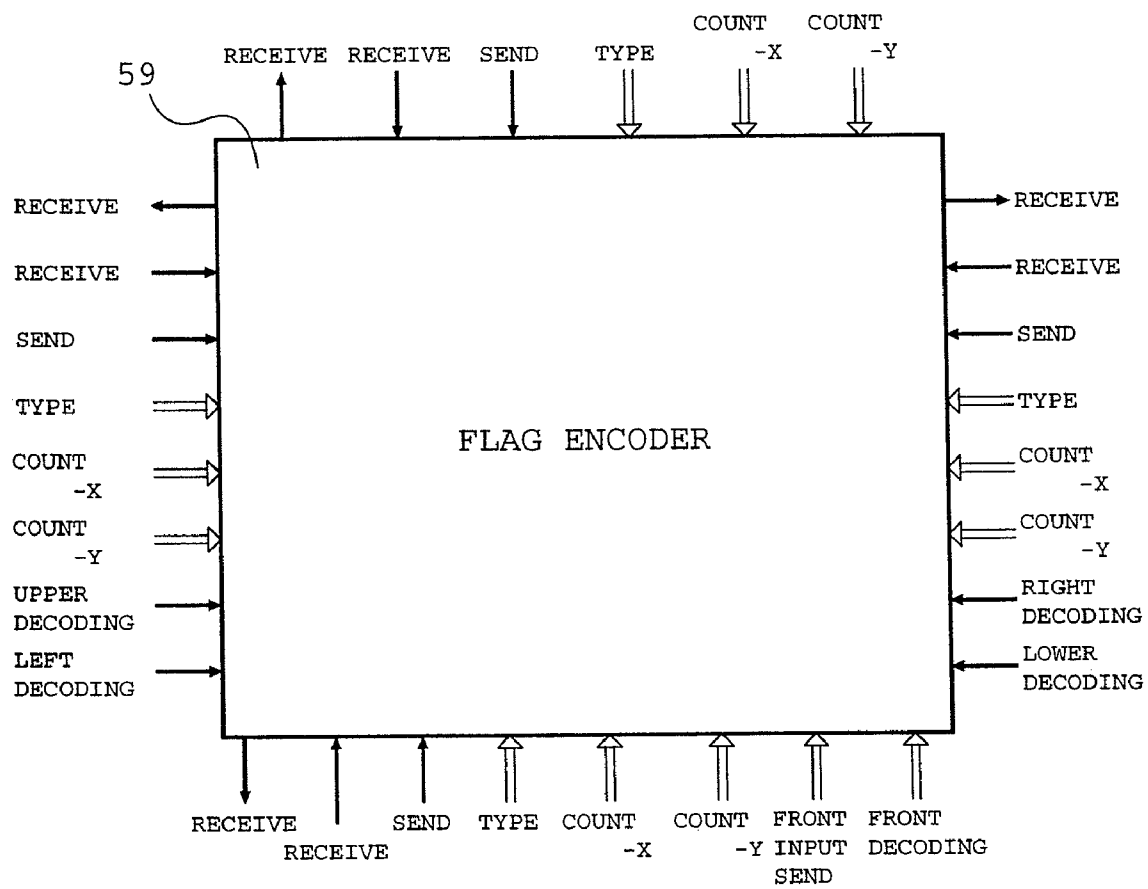 COUNT -X
COUNT -Y
RECEIVE
RECEIVE
SEND
TYPE
59
RECEIVE
RECEIVE
SEND
TYPE
COUNT
-X
COUNT
-Y
UPPER
DECODING
LEFT
DECODING
FLAG ENCODER
RECEIVE
RECEIVE
SEND
TYPE
COUNT
-X
COUNT
-Y
RIGHT
DECODING
LOWER
DECODING
RECEIVE
RECEIVE
SEND
TYPE
COUNT
-X
COUNT
-Y
FRONT
INPUT
SEND
FRONT
DECODING